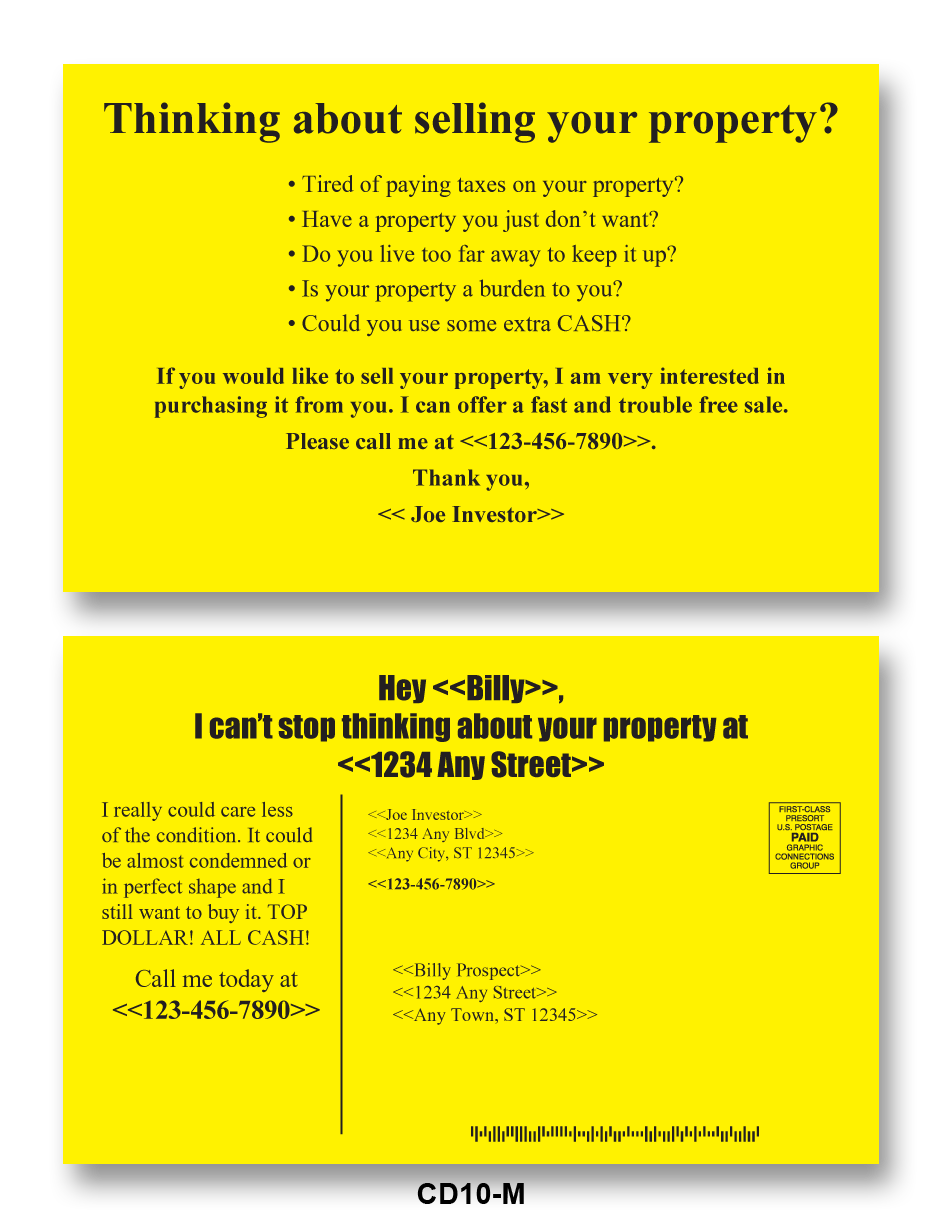 Thinking about selling your property?
• Tired of paying taxes on your property?
• Have a property you just don’t want?
• Do you live too far away to keep it up?
• Is your property a burden to you?
• Could you use some extra CASH?
If you would like to sell your property, I am very interested in
purchasing it from you. I can offer a fast and trouble free sale.
Please call me at <<123-456-7890>>.
Thank you,
<< Joe Investor>>
Hey <<Billy>>,
I can’t stop thinking about your property at
<<1234 Any Street>>
I really could care less
of the condition. It could
be almost condemned or
in perfect shape and I
still want to buy it. TOP
DOLLAR! ALL CASH!
Call me today at
<<123-456-7890>>
<<Joe Investor>>
<<1234 Any Blvd>>
<<Any City, ST 12345>>
<<123-456-7890>>
FIRST-CLASS
PRESORT
U.S. POSTAGE
PAID
GRAPHIC
CONNECTIONS
GROUP
<<Billy Prospect>>
<<1234 Any Street>>
<<Any Town, ST 12345>>
CD10-M